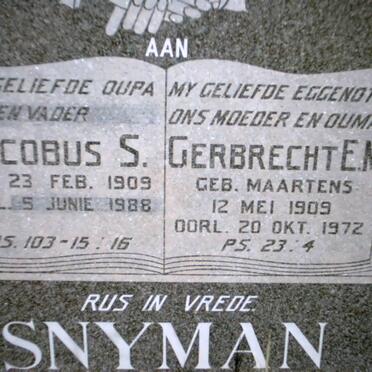 AAN
GELIEFDE OUPA
EN VADER
COBUS S.
23 FEB. 1909
5 JUNIE 1988
S. 103-15:16
MY GELIEFDE EGGENOT
ONS MOEDER EN OUMA
GERBRECHT E.M
GEB. MAARTENS
12 MEI 1909
OORL. 20 OKT. 1972
PS. 23:4
RUS IN VREDE
SNYMAN